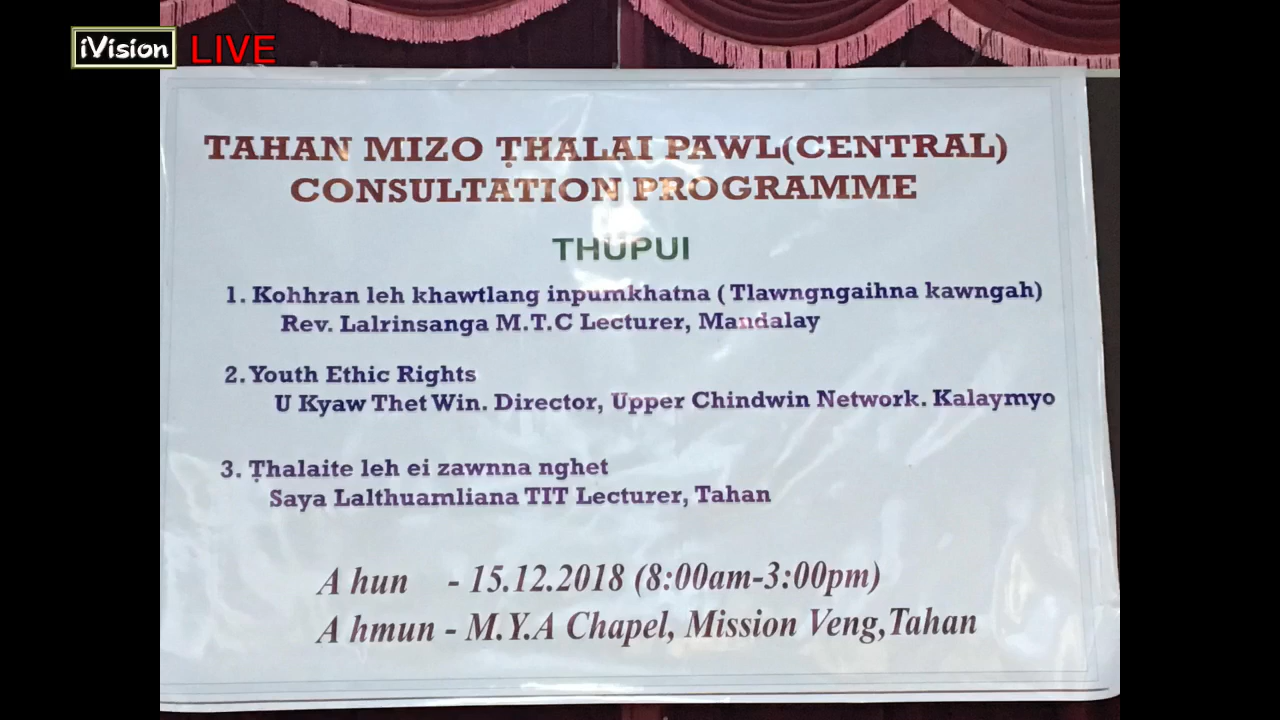 iVision LIVE
TAHAN MIZO ṬHALAI PAWL(CENTRAL)
CONSULTATION PROGRAMME
THUPUI
1. Kohhran leh khawtlang inpumkhatna ( Tlawngngaihna kawngah)
Rev. Lalrinsanga M.T.C Lecturer, Mandalay
2. Youth Ethic Rights
U Kyaw Thet Win. Director, Upper Chindwin Network. Kalaymyo
3. Ṭhalaite leh ei zawnna nghet
Saya Lalthuamliana TIT Lecturer, Tahan
A hun - 15.12.2018 (8:00am-3:00pm)
A hmun - M.Y.A Chapel, Mission Veng,Tahan